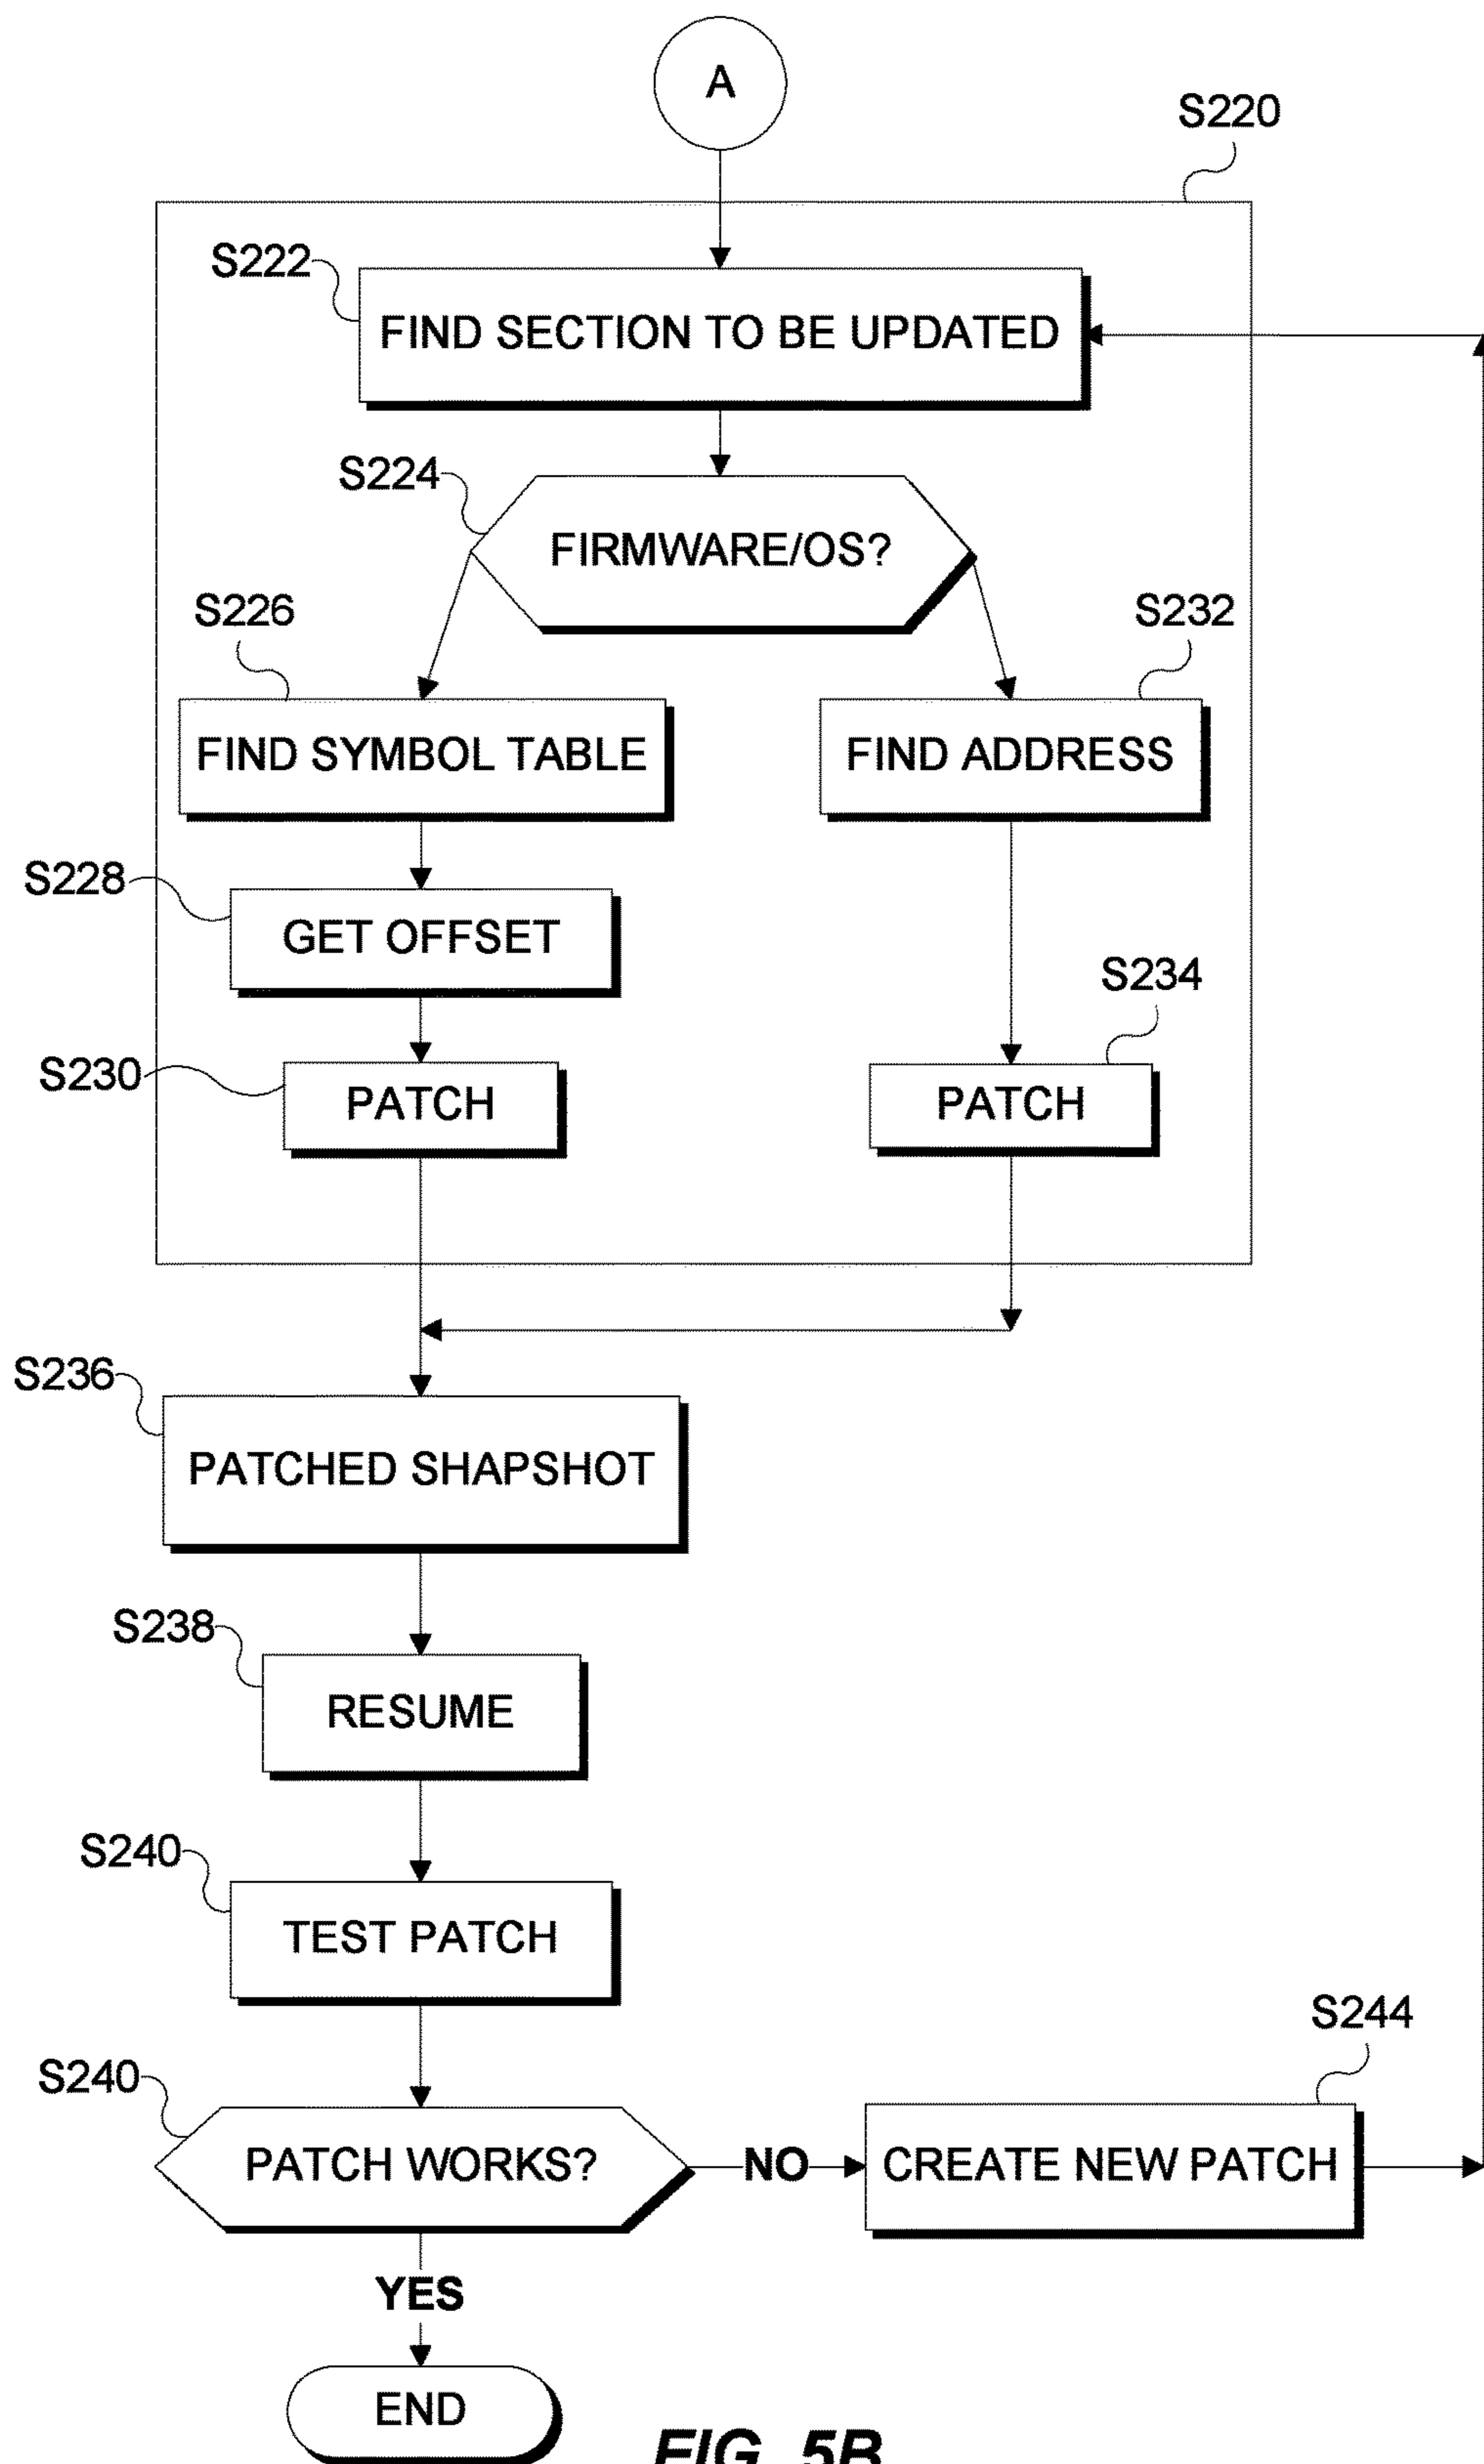 A
S220
S222
FIND SECTION TO BE UPDATED
S224
FIRMWARE/OS?
S226
S232
FIND SYMBOL TABLE
FIND ADDRESS
S228
GET OFFSET
S234
S230
PATCH
PATCH
S236
PATCHED SHAPSHOT
S238
RESUME
S240
TEST PATCH
S244
S240
PATCH WORKS?
NO
CREATE NEW PATCH
YES
END
FIG. 5B